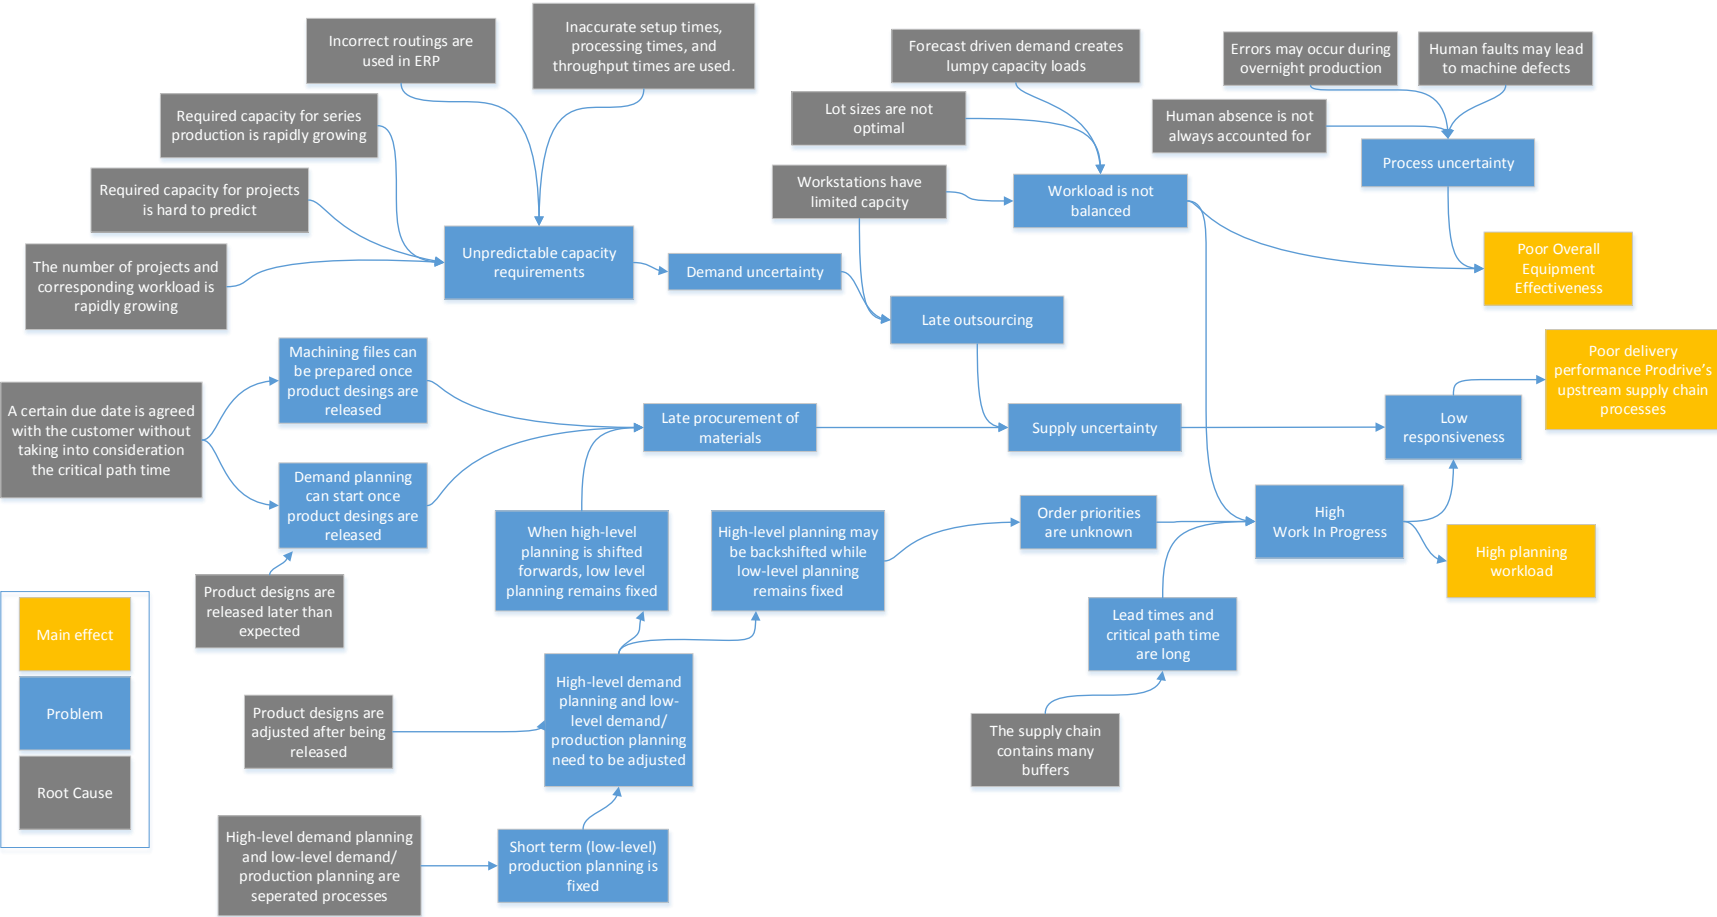 Incorrect routings are
used in ERP
Inaccurate setup times,
processing times, and
throughput times are used.
Forecast driven demand creates
lumpy capacity loads
Errors may occur during
overnight production
Human faults may lead
to machine defects
Required capacity for series
production is rapidly growing
Lot sizes are not
optimal
Human absence is not
always accounted for
Process uncertainty
Required capacity for projects
is hard to predict
Workstations have
limited capcity
Workload is not
balanced
The number of projects and
corresponding workload is
rapidly growing
Unpredictable capacity
requirements
Demand uncertainty
Poor Overall
Equipment
Effectiveness
Late outsourcing
Machining files can
be prepared once
product desings are
released
Poor delivery
performance Prodrive's
upstream supply chain
processes
A certain due date is agreed
with the customer without
taking into consideration
the critical path time
Late procurement of
materials
Supply uncertainty
Low
responsiveness
Demand planning
can start once
product desings are
released
When high-level
planning is shifted
forwards, low level
planning remains fixed
High-level planning may
be backshifted while
low-level planning
remains fixed
Order priorities
are unknown
High
Work In Progress
High planning
workload
Product designs are
released later than
expected
Lead times and
critical path time
are long
Main effect
Problem
Root Cause
High-level demand
planning and low-
level demand/
production planning
need to be adjusted
Product designs are
adjusted after being
released
The supply chain
contains many
buffers
High-level demand planning
and low-level demand/
production planning are
seperated processes
Short term (low-level)
production planning is
fixed